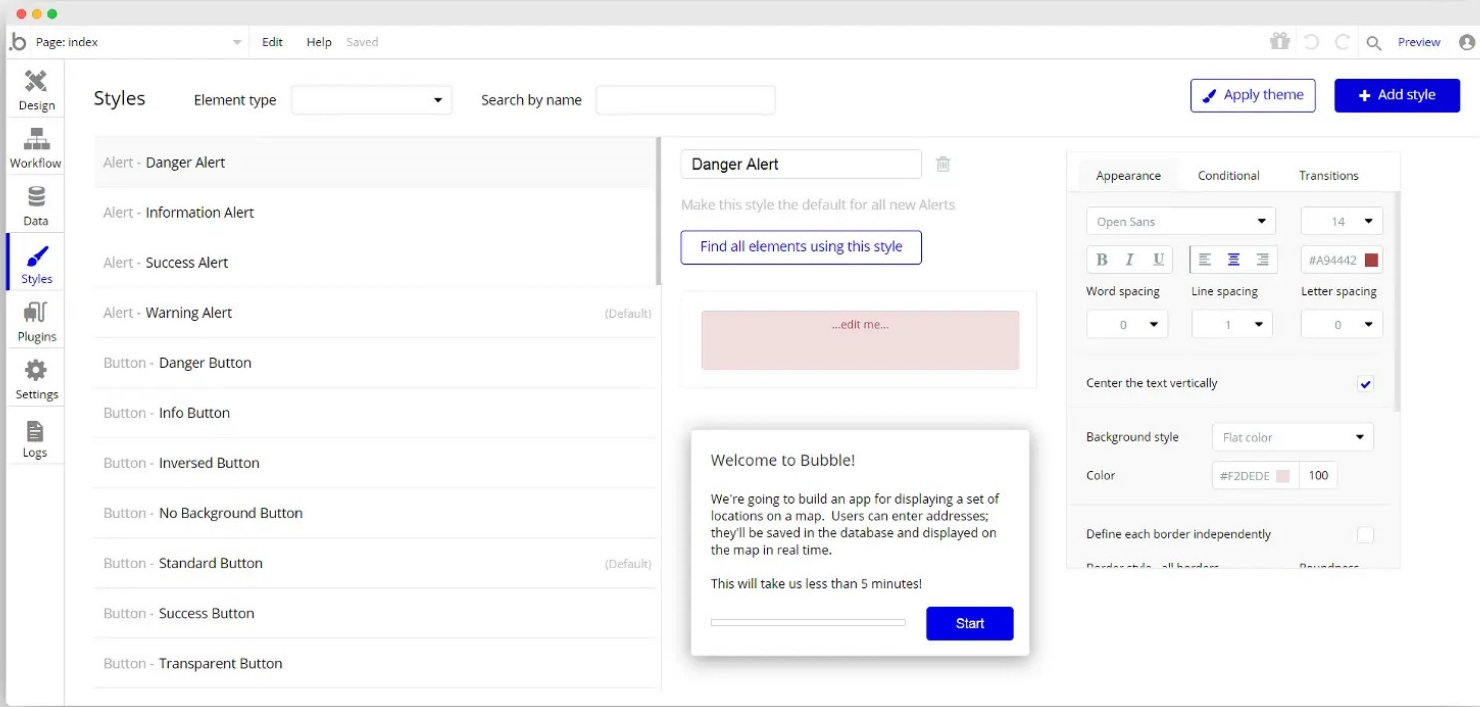 .b Page: index Edit Help Saved Preview
Design
Workflow
Data
Styles
Plugins
Settings
Logs
Styles Element type Search by name Apply theme + Add style
Alert - Danger Alert
Alert - Information Alert
Alert - Success Alert
Alert - Warning Alert (Default)
Button - Danger Button
Button - Info Button
Button - Inversed Button
Button - No Background Button
Button - Standard Button (Default)
Button - Success Button
Button - Transparent Button
Danger Alert
Make this style the default for all new Alerts
Find all elements using this style
...edit me...
Welcome to Bubble!
We're going to build an app for displaying a set of
locations on a map. Users can enter addresses;
they'll be saved in the database and displayed on
the map in real time.
This will take us less than 5 minutes!
Start
Appearance Conditional Transitions
Open Sans 14
B I U #A94442
Word spacing Line spacing Letter spacing
0 1 0
Center the text vertically
Background style Flat color
Color #F2DEDE 100
Define each border independently
Border style - all borders Roundness